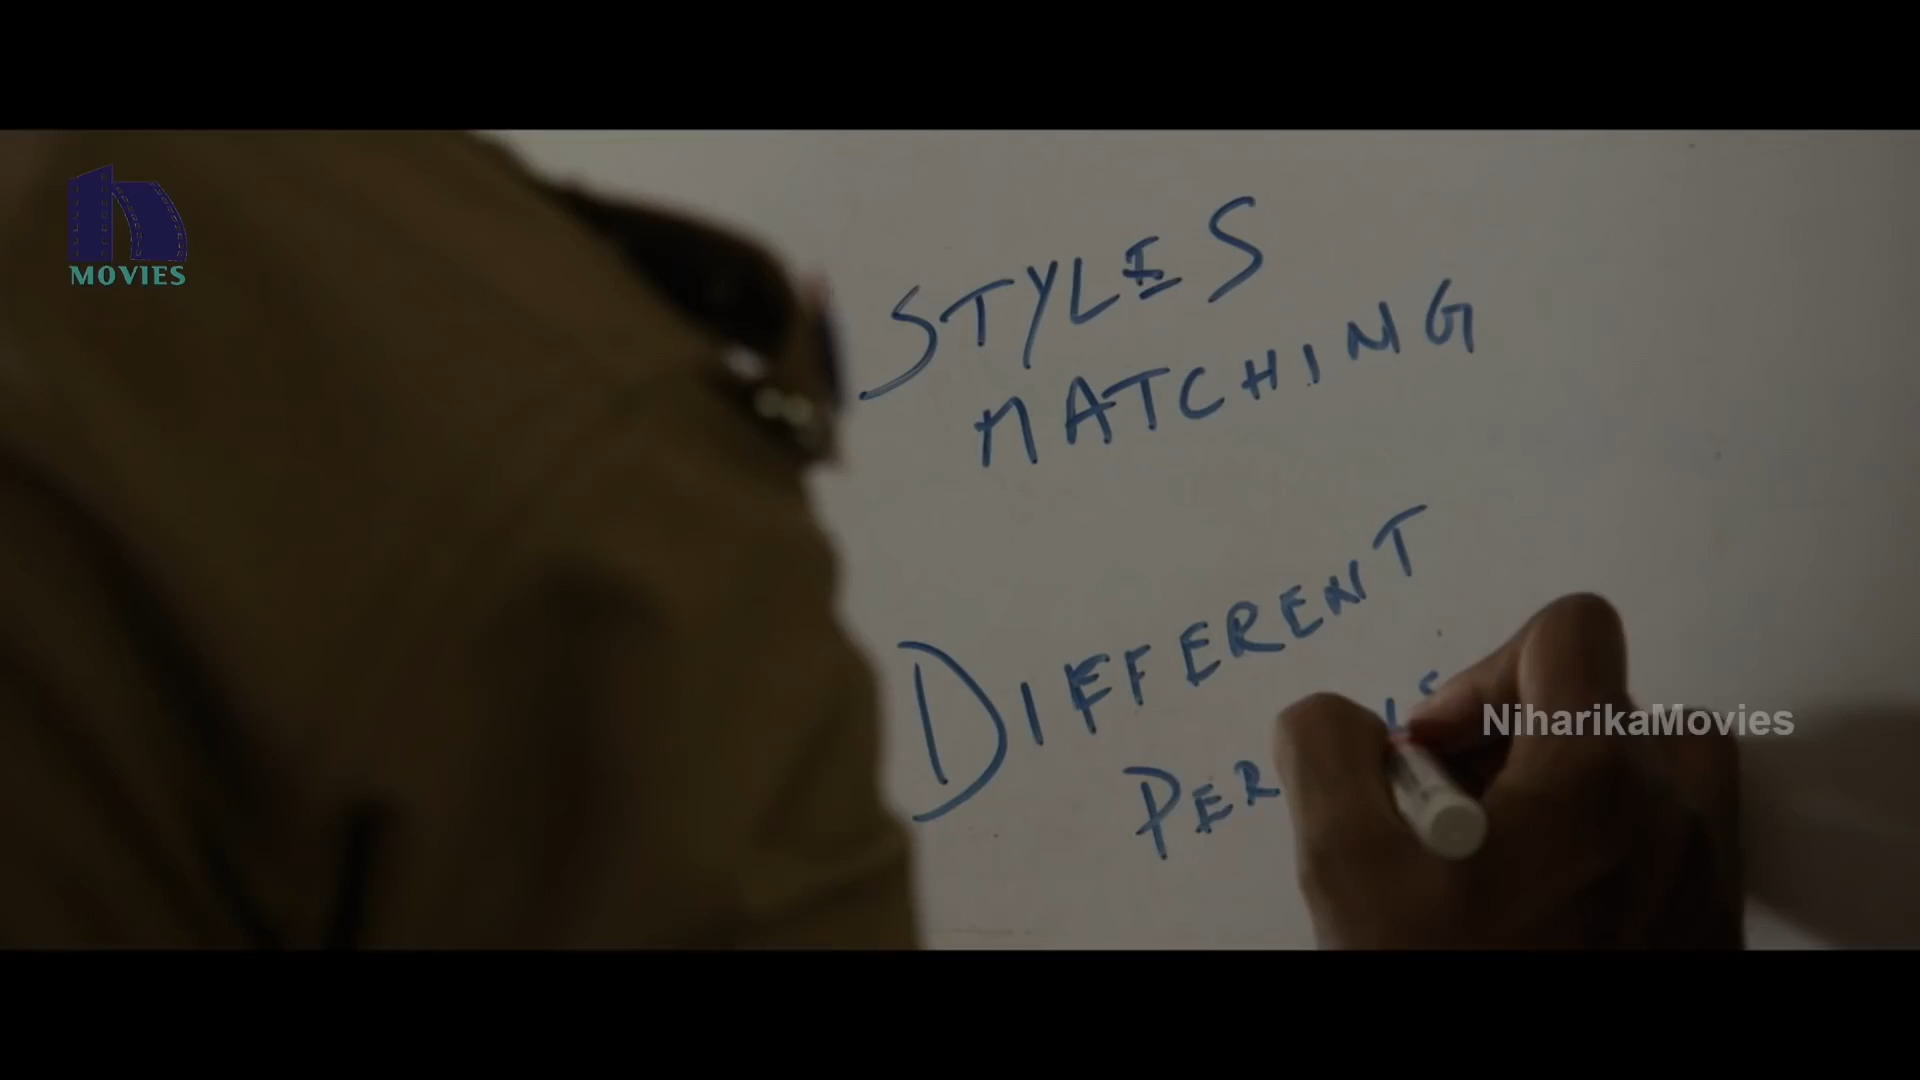 MOVIES
STYLES
MATCHING
DIFFERENT
NiharikaMovies